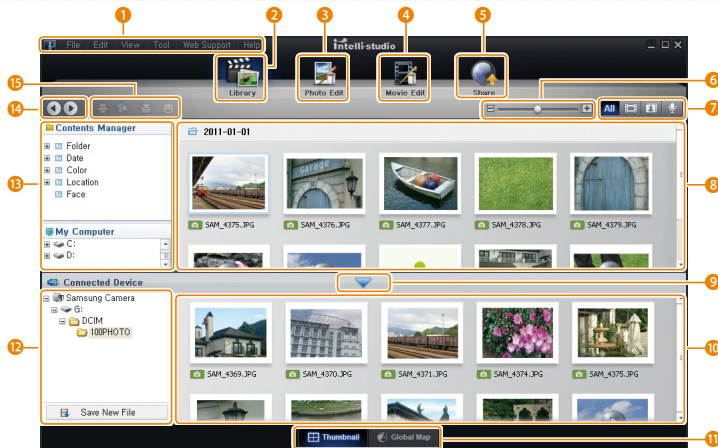 1
2
3
4
5
File Edit View Tool Web Support Help
intelli-studio
Library
Photo Edit
Movie Edit
Share
6
15
14
All
7
Contents Manager
2011-01-01
Folder
Date
Color
Location
Face
13
8
SAM_4375.JPG
SAM_4376.JPG
SAM_4377.JPG
SAM_4378.JPG
SAM_4379.JPG
My Computer
C:
D:
Connected Device
9
Samsung Camera
G:
DCIM
100PHOTO
12
10
SAM_4369.JPG
SAM_4370.JPG
SAM_4371.JPG
SAM_4374.JPG
SAM_4375.JPG
Save New File
Thumbnail
Global Map
11